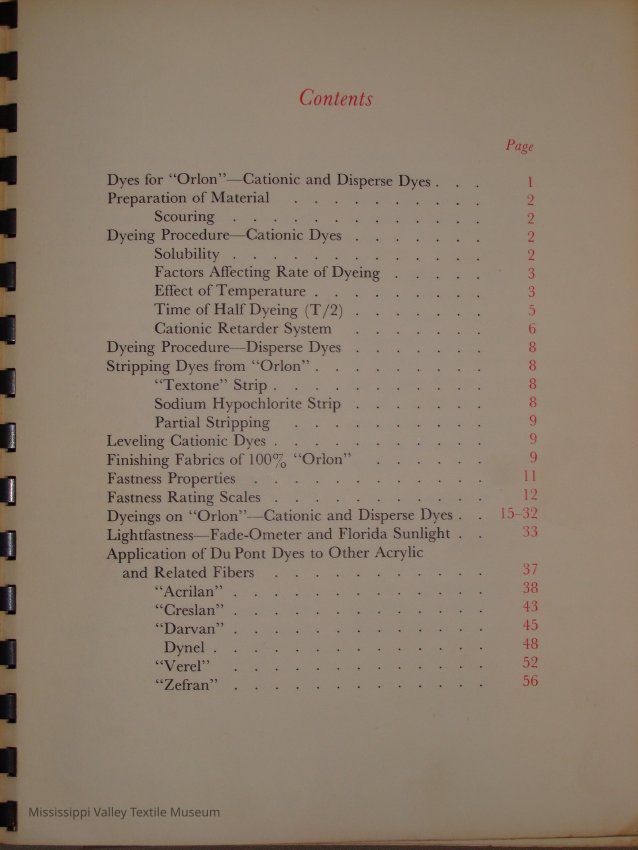 Contents
Page
Dyes for “Orlon”—Cationic and Disperse Dyes . . . 1
Preparation of Material . . . . . . . . . . 2
Scouring . . . . . . . . . . . . . 2
Dyeing Procedure—Cationic Dyes . . . . . . . 2
Solubility . . . . . . . . . . . . . 2
Factors Affecting Rate of Dyeing . . . . . 3
Effect of Temperature . . . . . . . . . 3
Time of Half Dyeing (T/2) . . . . . . . 5
Cationic Retarder System . . . . . . . 6
Dyeing Procedure—Disperse Dyes . . . . . . . 8
Stripping Dyes from “Orlon” . . . . . . . . . 8
“Textone” Strip . . . . . . . . . . . 8
Sodium Hypochlorite Strip . . . . . . . 8
Partial Stripping . . . . . . . . . . 9
Leveling Cationic Dyes . . . . . . . . . . . 9
Finishing Fabrics of 100% “Orlon” . . . . . . 9
Fastness Properties . . . . . . . . . . . . 11
Fastness Rating Scales . . . . . . . . . . . 12
Dyeings on “Orlon”—Cationic and Disperse Dyes . . 15–32
Lightfastness—Fade-Ometer and Florida Sunlight . . 33
Application of Du Pont Dyes to Other Acrylic
and Related Fibers . . . . . . . . . . . 37
“Acrilan” . . . . . . . . . . . . . 38
“Creslan” . . . . . . . . . . . . . 43
“Darvan” . . . . . . . . . . . . . 45
Dynel . . . . . . . . . . . . . . 48
“Verel” . . . . . . . . . . . . . 52
“Zefran” . . . . . . . . . . . . . 56
Mississippi Valley Textile Museum